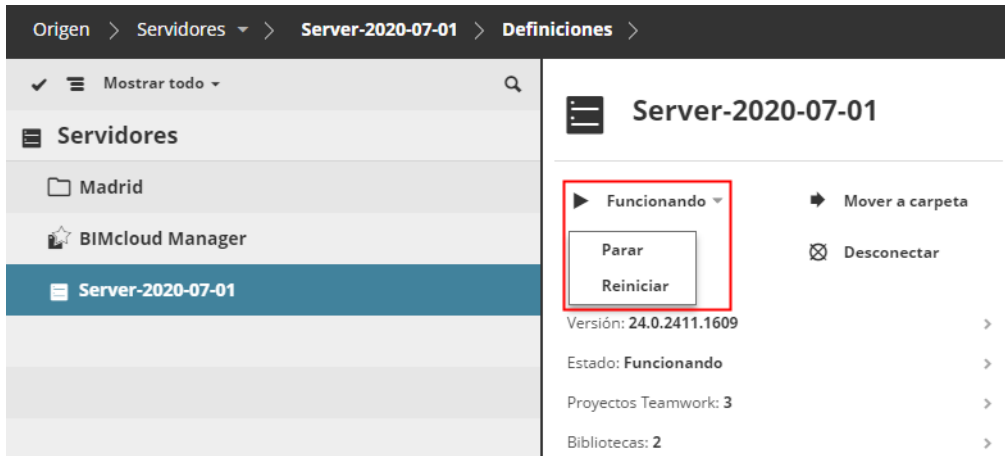 Origen > Servidores > Server-2020-07-01 > Definiciones >
Mostrar todo
Servidores
Madrid
BIMcloud Manager
Server-2020-07-01
Server-2020-07-01
Funcionando
Mover a carpeta
Parar
Reiniciar
Desconectar
Versión: 24.0.2411.1609
Estado: Funcionando
Proyectos Teamwork: 3
Bibliotecas: 2